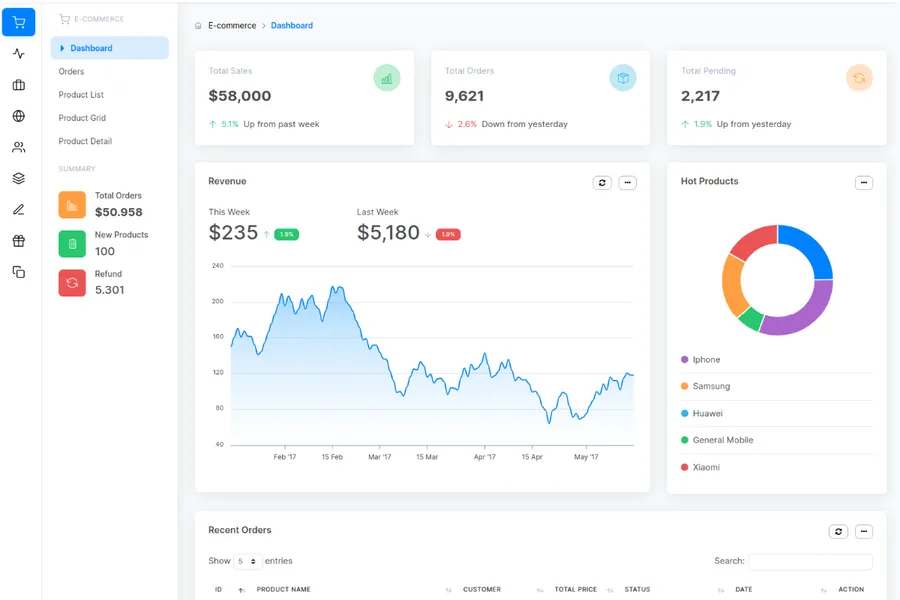 E-COMMERCE
Dashboard
Orders
Product List
Product Grid
Product Detail
SUMMARY
Total Orders
$50.958
New Products
100
Refund
5.301
E-commerce > Dashboard
Total Sales
$58,000
↑ 5.1% Up from past week
Total Orders
9,621
↓ 2.6% Down from yesterday
Total Pending
2,217
↑ 1.9% Up from yesterday
Revenue
This Week
$235 ↑ 1.9%
Last Week
$5,180 ↓ 1.9%
240
200
160
120
80
40
Feb '17 15 Feb Mar '17 15 Mar Apr '17 15 Apr May '17
Hot Products
Iphone
Samsung
Huawei
General Mobile
Xiaomi
Recent Orders
Show 5 entries
Search:
ID PRODUCT NAME CUSTOMER TOTAL PRICE STATUS DATE ACTION